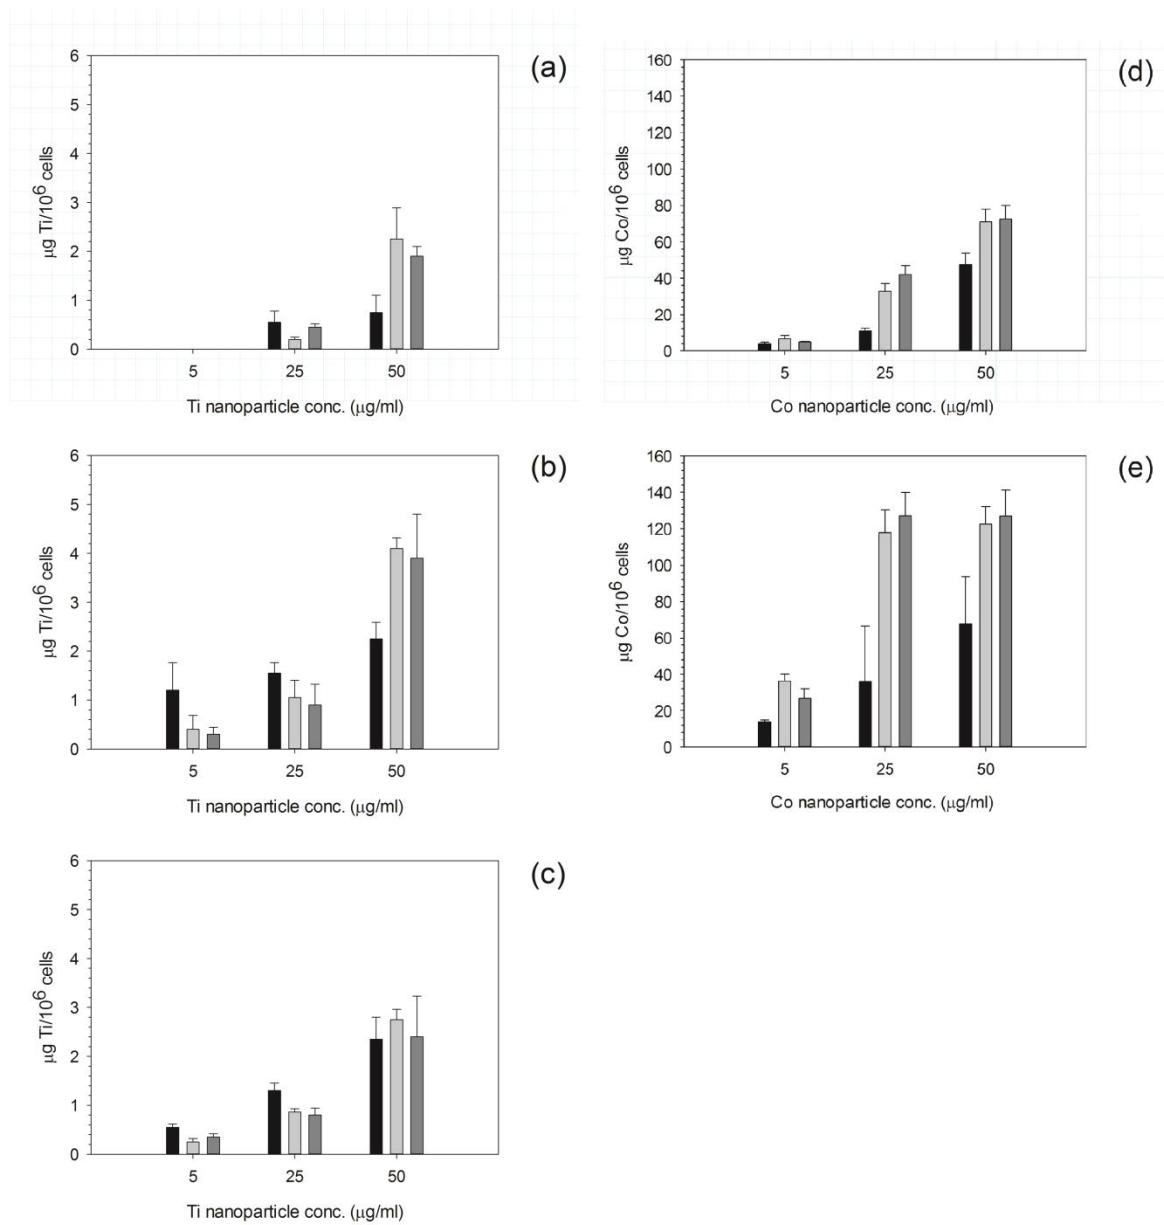 (a)
6
5
4
3
2
1
0
μg Ti/10⁶ cells
5 25 50
Ti nanoparticle conc. (μg/ml)
(b)
6
5
4
3
2
1
0
μg Ti/10⁶ cells
5 25 50
Ti nanoparticle conc. (μg/ml)
(c)
6
5
4
3
2
1
0
μg Ti/10⁶ cells
5 25 50
Ti nanoparticle conc. (μg/ml)
(d)
160
140
120
100
80
60
40
20
0
μg Co/10⁶ cells
5 25 50
Co nanoparticle conc. (μg/ml)
(e)
160
140
120
100
80
60
40
20
0
μg Co/10⁶ cells
5 25 50
Co nanoparticle conc. (μg/ml)